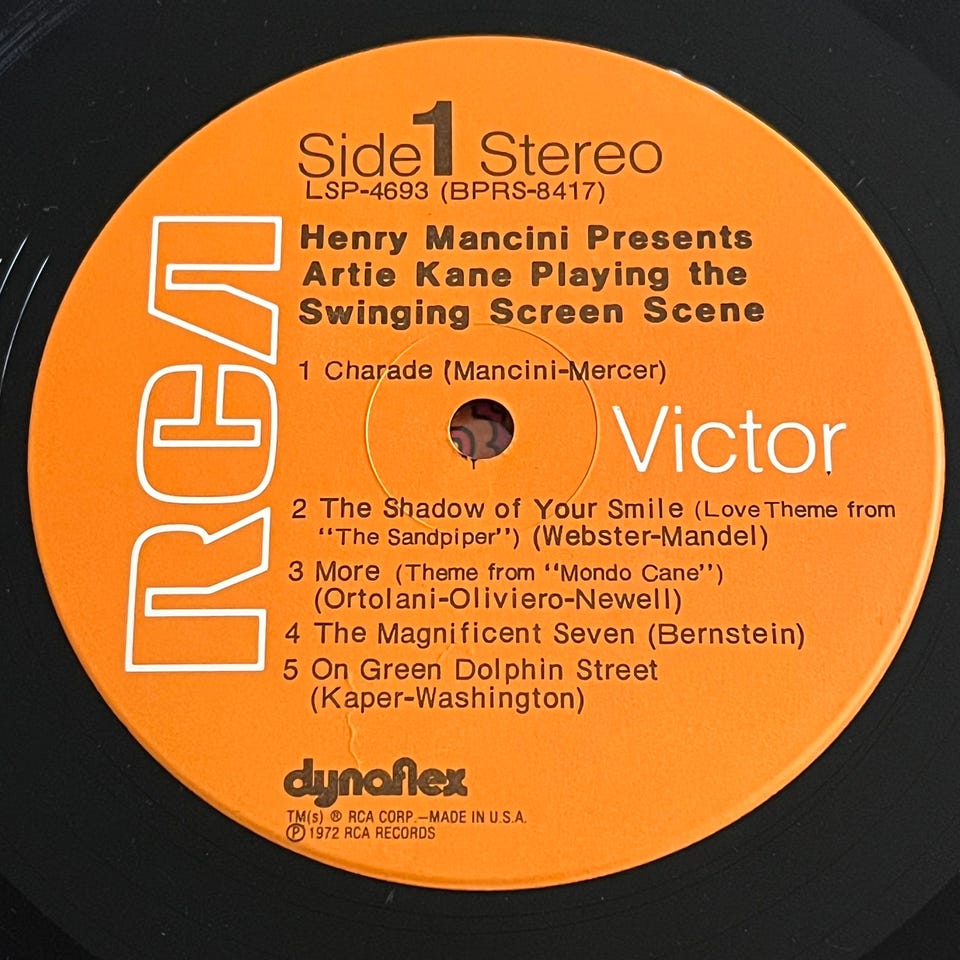 Side 1 Stereo
LSP-4693 (BPRS-8417)
Henry Mancini Presents
Artie Kane Playing the
Swinging Screen Scene
1 Charade (Mancini-Mercer)
RCA
Victor
2 The Shadow of Your Smile (Love Theme from
“The Sandpiper”) (Webster-Mandel)
3 More (Theme from “Mondo Cane”)
(Ortolani-Oliviero-Newell)
4 The Magnificent Seven (Bernstein)
5 On Green Dolphin Street
(Kaper-Washington)
dynaflex
TM(s) ® RCA CORP.—MADE IN U.S.A.
℗ 1972 RCA RECORDS